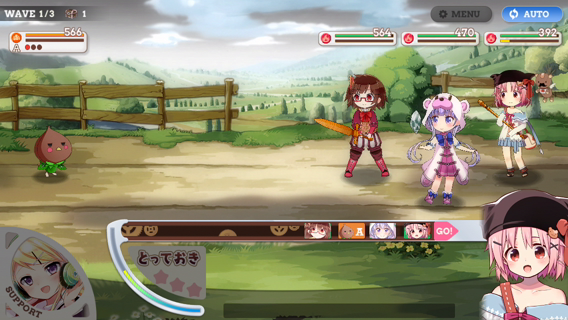 WAVE 1/3 1
MENU
AUTO
566
A
564
470
392
A
GO!
とっておき
SUPPORT